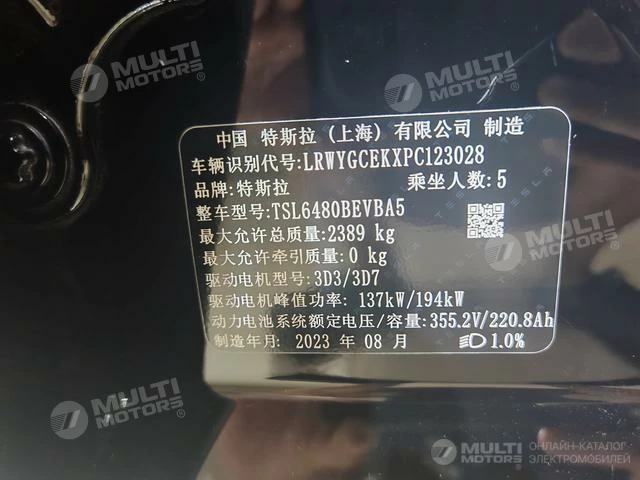 中国 特斯拉（上海）有限公司 制造
车辆识别代号:LRWYGCEKXPC123028
品牌:特斯拉 乘坐人数:5
整车型号:TSL6480BEVBA5
最大允许总质量:2389 kg
最大允许牵引质量:0 kg
驱动电机型号:3D3/3D7
驱动电机峰值功率: 137kW/194kW
动力电池系统额定电压/容量:355.2V/220.8Ah
制造年月: 2023 年 08 月 1.0%
MULTI MOTORS
MULTI MOTORS
MULTI MOTORS
MULTI MOTORS
MULTI MOTORS
ОНЛАЙН-КАТАЛОГ
ЭЛЕКТРОМОБИЛЕЙ